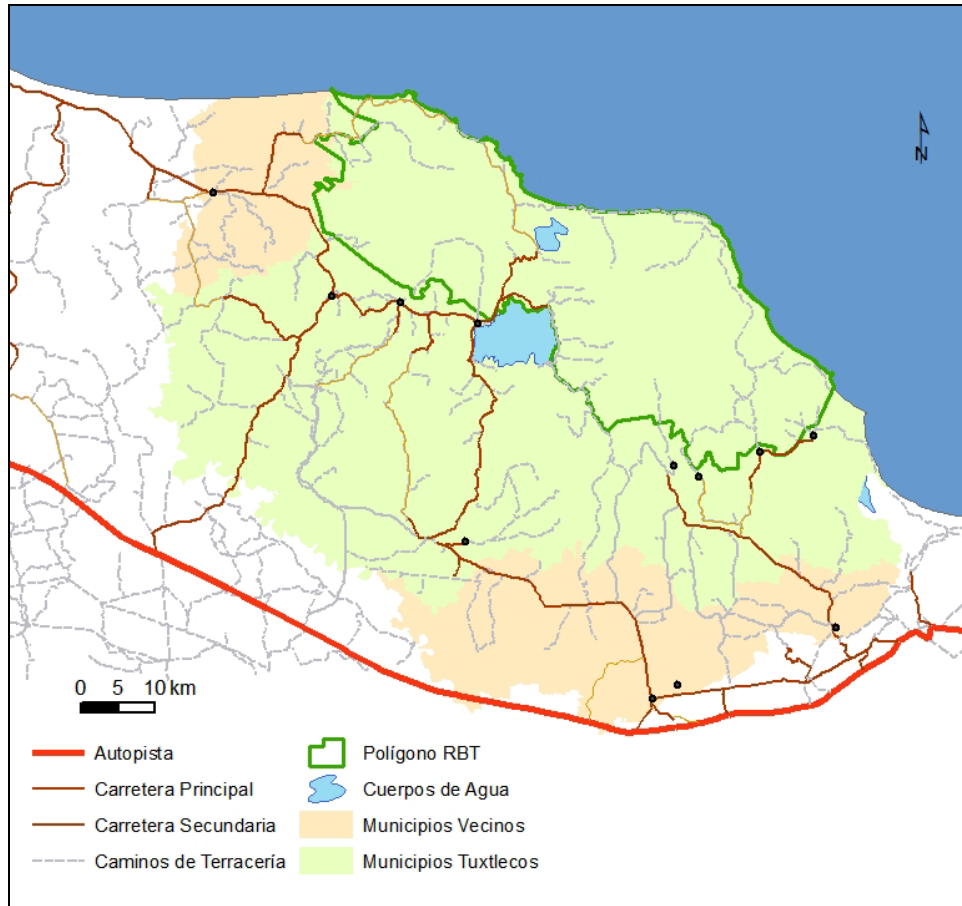 N
0 5 10 km
Autopista
Carretera Principal
Carretera Secundaria
Caminos de Terracería
Polígono RBT
Cuerpos de Agua
Municipios Vecinos
Municipios Tuxtlecos